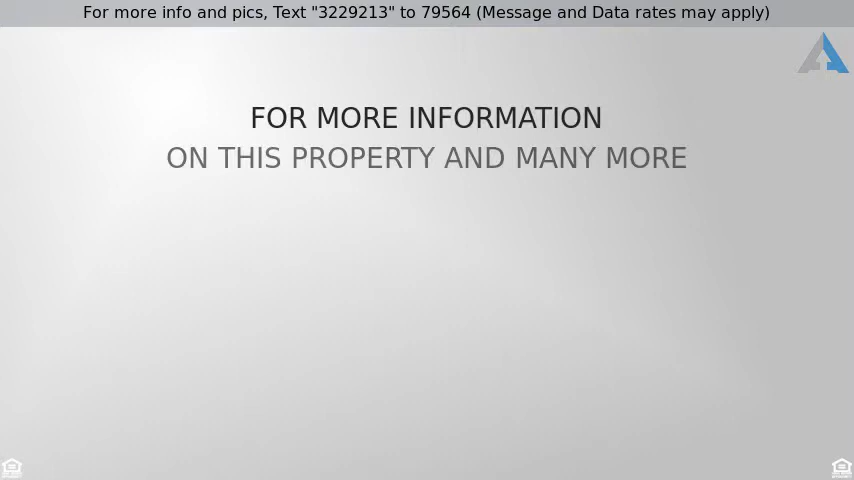 For more info and pics, Text "3229213" to 79564 (Message and Data rates may apply)
FOR MORE INFORMATION
ON THIS PROPERTY AND MANY MORE